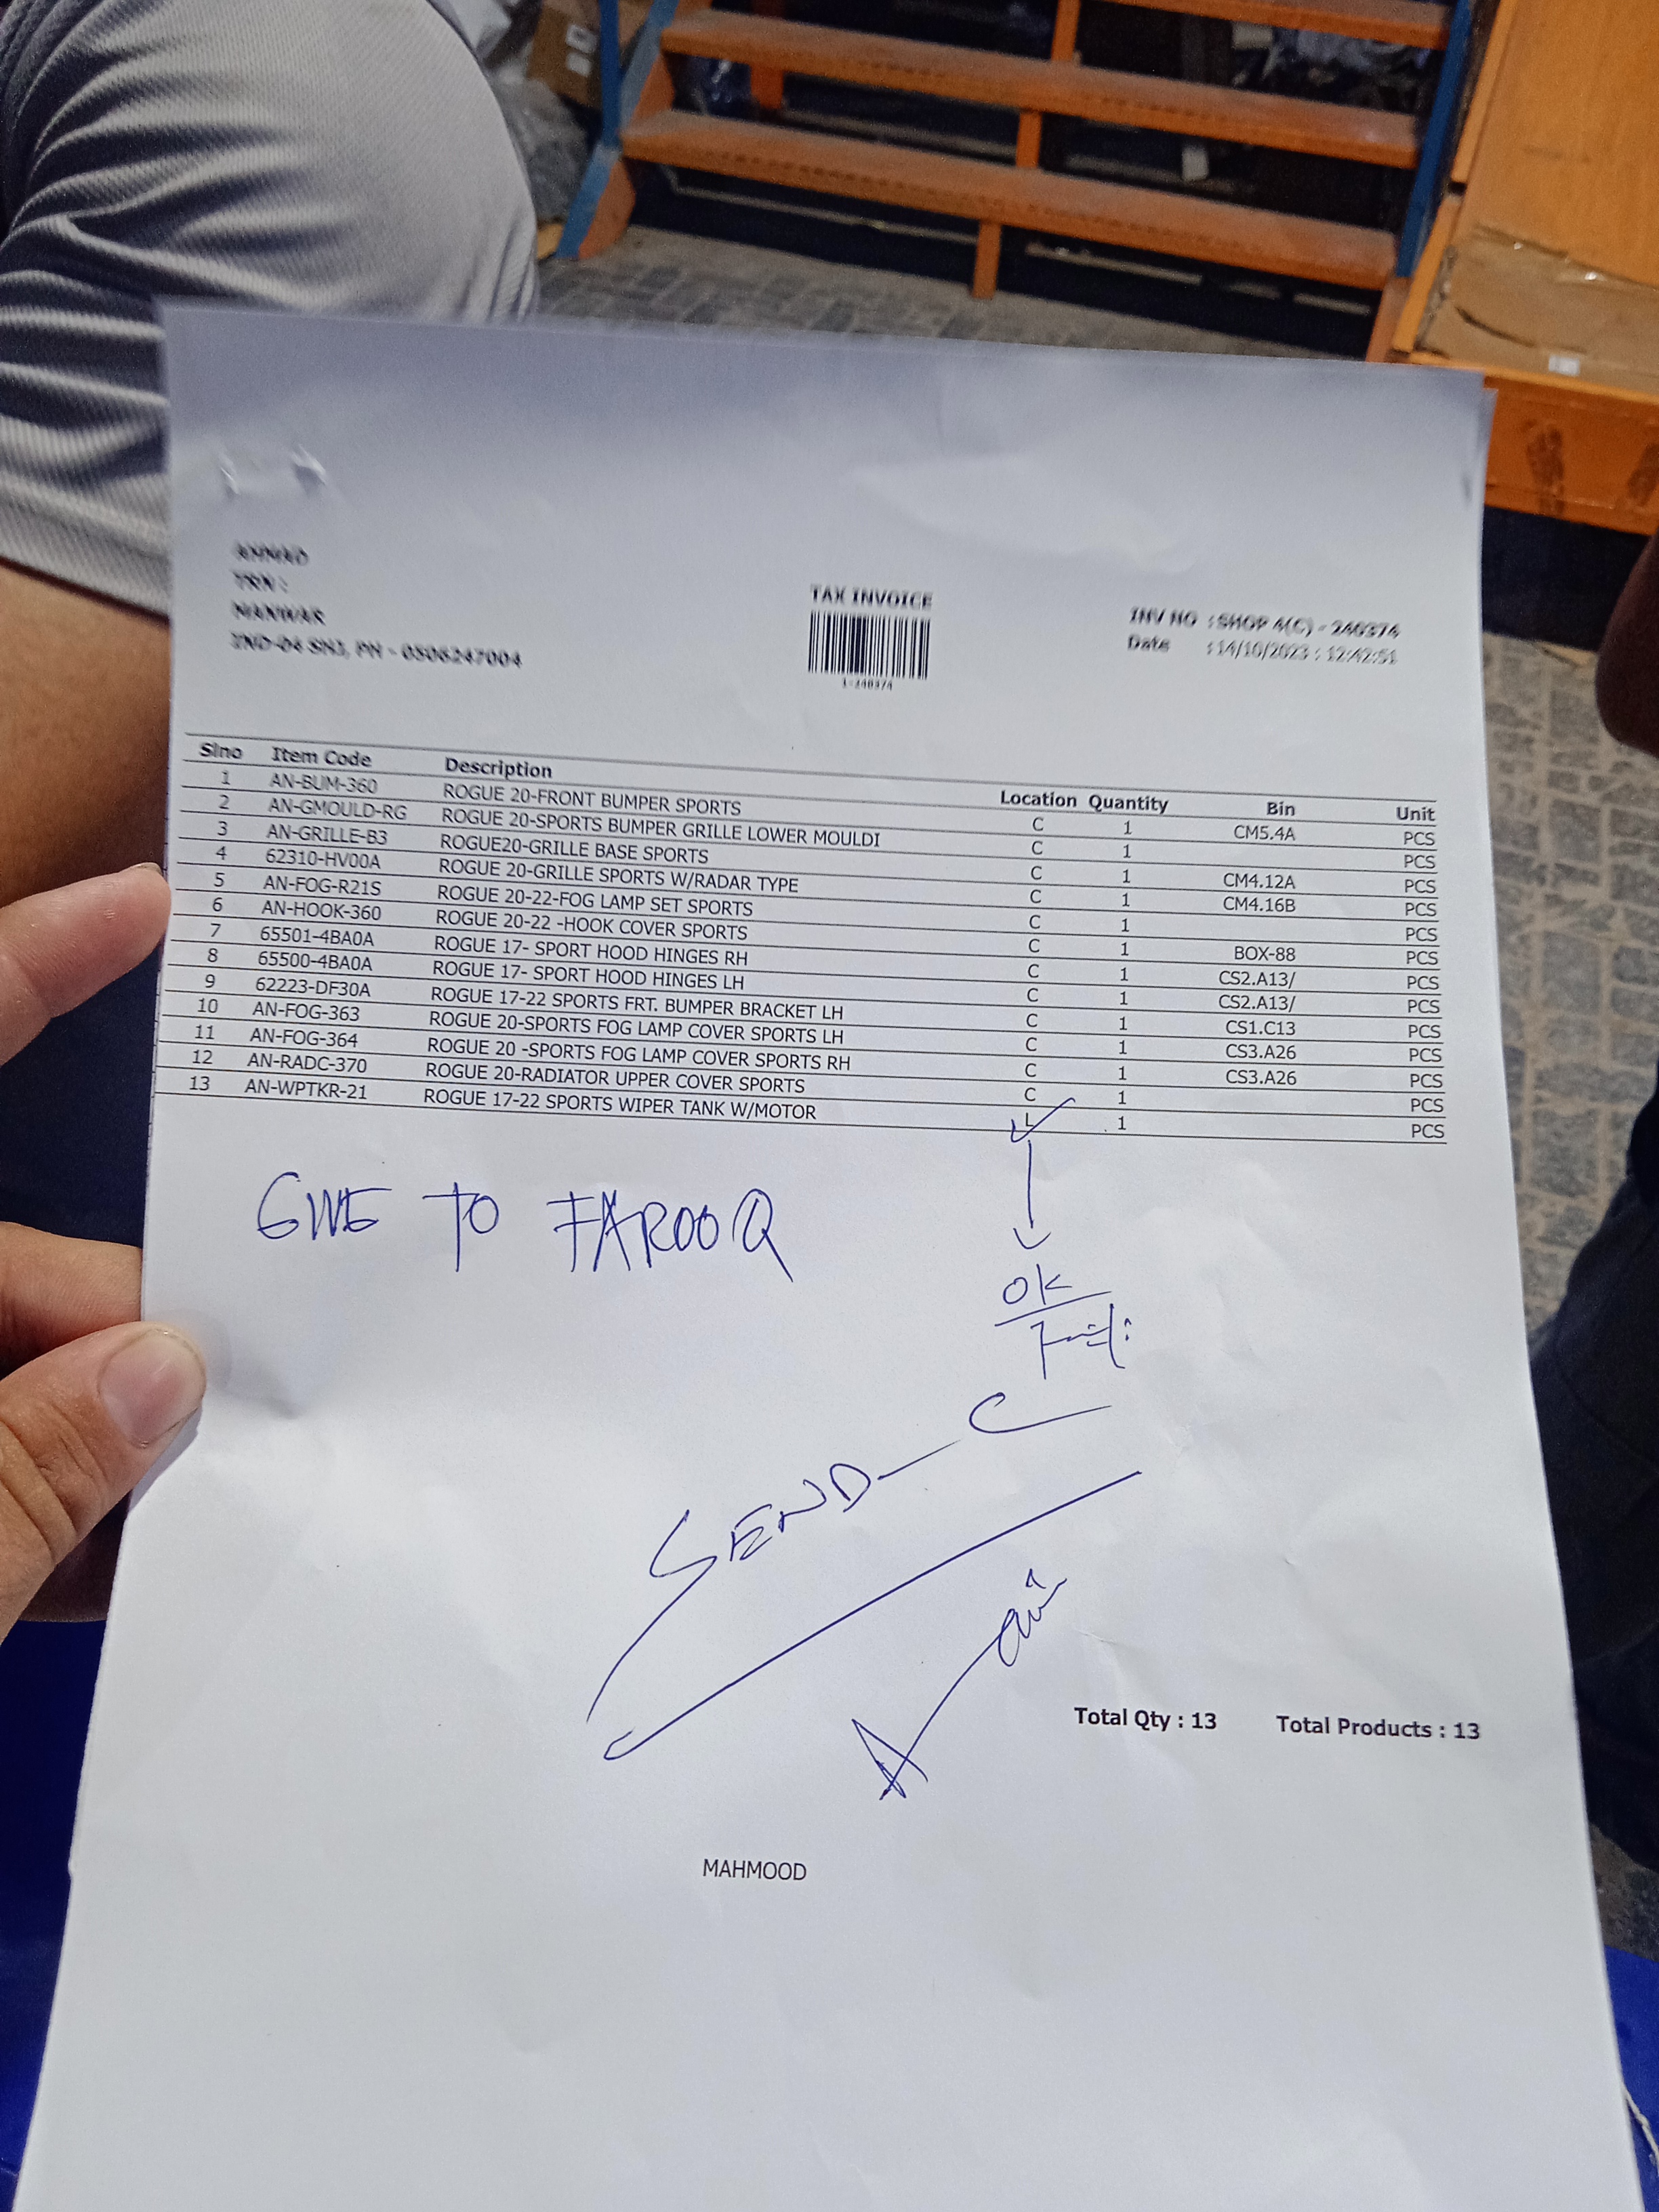 AHMAD
TRN :
MANWAR
IND-04 SN3, PH - 0506247004
TAX INVOICE
1-240374
INV NO : SHOP 4(C) - 240374
Date : 14/10/2023 : 12:42:51
Slno Item Code Description Location Quantity Bin Unit
1 AN-BUM-360 ROGUE 20-FRONT BUMPER SPORTS C 1 CM5.4A PCS
2 AN-GMOULD-RG ROGUE 20-SPORTS BUMPER GRILLE LOWER MOULDI C 1 PCS
3 AN-GRILLE-B3 ROGUE20-GRILLE BASE SPORTS C 1 CM4.12A PCS
4 62310-HV00A ROGUE 20-GRILLE SPORTS W/RADAR TYPE C 1 CM4.16B PCS
5 AN-FOG-R21S ROGUE 20-22-FOG LAMP SET SPORTS C 1 PCS
6 AN-HOOK-360 ROGUE 20-22 -HOOK COVER SPORTS C 1 BOX-88 PCS
7 65501-4BA0A ROGUE 17- SPORT HOOD HINGES RH C 1 CS2.A13/ PCS
8 65500-4BA0A ROGUE 17- SPORT HOOD HINGES LH C 1 CS2.A13/ PCS
9 62223-DF30A ROGUE 17-22 SPORTS FRT. BUMPER BRACKET LH C 1 CS1.C13 PCS
10 AN-FOG-363 ROGUE 20-SPORTS FOG LAMP COVER SPORTS LH C 1 CS3.A26 PCS
11 AN-FOG-364 ROGUE 20 -SPORTS FOG LAMP COVER SPORTS RH C 1 CS3.A26 PCS
12 AN-RADC-370 ROGUE 20-RADIATOR UPPER COVER SPORTS C 1 PCS
13 AN-WPTKR-21 ROGUE 17-22 SPORTS WIPER TANK W/MOTOR L 1 PCS
GIVE TO FAROOQ
OK
SEND - C
Total Qty : 13 Total Products : 13
MAHMOOD